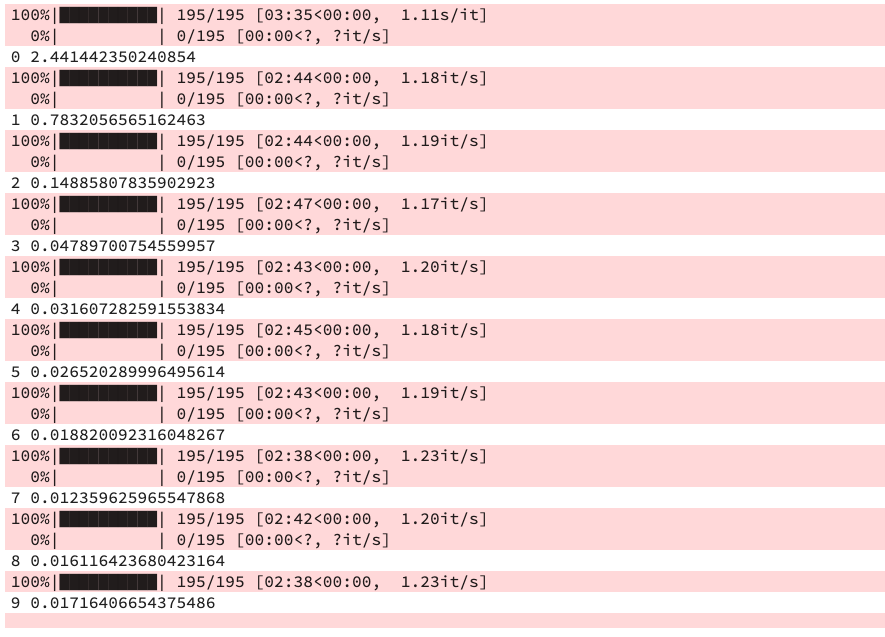 100%|██████████| 195/195 [03:35<00:00,  1.11s/it]
  0%|          | 0/195 [00:00<?, ?it/s]
0 2.441442350240854
100%|██████████| 195/195 [02:44<00:00,  1.18it/s]
  0%|          | 0/195 [00:00<?, ?it/s]
1 0.7832056565162463
100%|██████████| 195/195 [02:44<00:00,  1.19it/s]
  0%|          | 0/195 [00:00<?, ?it/s]
2 0.14885807835902923
100%|██████████| 195/195 [02:47<00:00,  1.17it/s]
  0%|          | 0/195 [00:00<?, ?it/s]
3 0.04789700754559957
100%|██████████| 195/195 [02:43<00:00,  1.20it/s]
  0%|          | 0/195 [00:00<?, ?it/s]
4 0.031607282591553834
100%|██████████| 195/195 [02:45<00:00,  1.18it/s]
  0%|          | 0/195 [00:00<?, ?it/s]
5 0.026520289996495614
100%|██████████| 195/195 [02:43<00:00,  1.19it/s]
  0%|          | 0/195 [00:00<?, ?it/s]
6 0.018820092316048267
100%|██████████| 195/195 [02:38<00:00,  1.23it/s]
  0%|          | 0/195 [00:00<?, ?it/s]
7 0.012359625965547868
100%|██████████| 195/195 [02:42<00:00,  1.20it/s]
  0%|          | 0/195 [00:00<?, ?it/s]
8 0.016116423680423164
100%|██████████| 195/195 [02:38<00:00,  1.23it/s]
9 0.01716406654375486